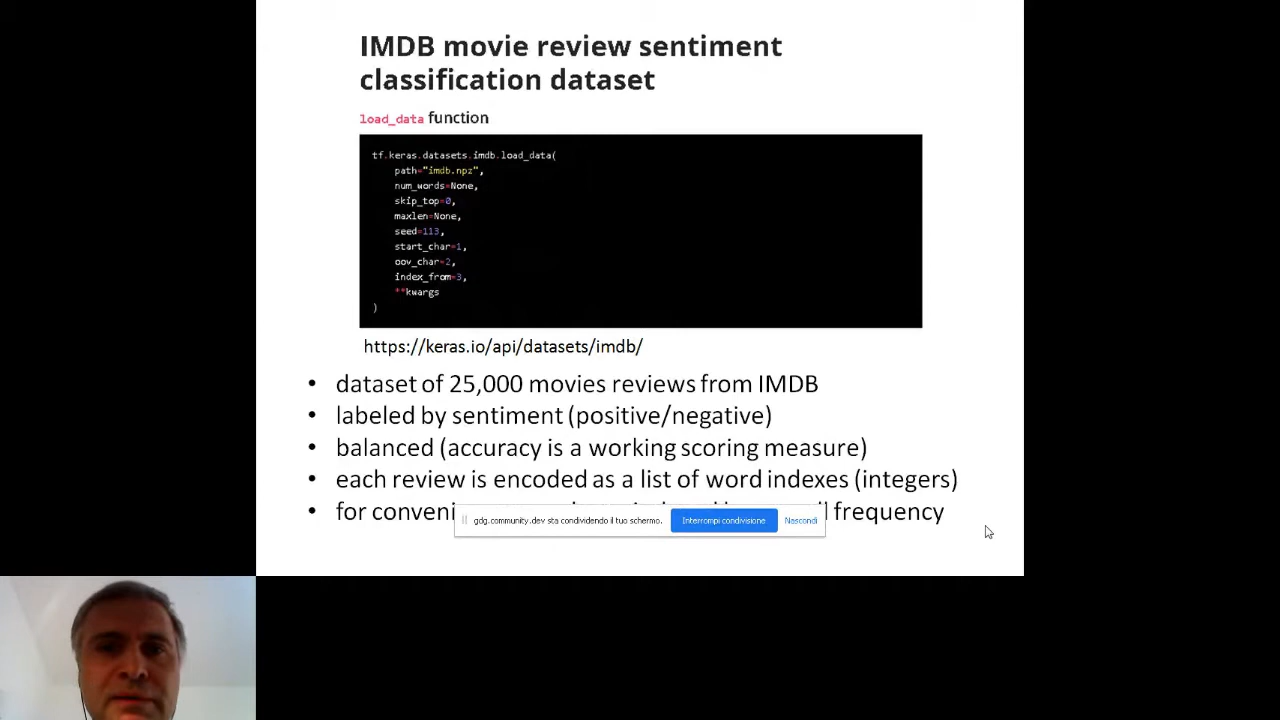 IMDB movie review sentiment
classification dataset
load_data function
tf.keras.datasets.imdb.load_data(
path="imdb.npz",
num_words=None,
skip_top=0,
maxlen=None,
seed=113,
start_char=1,
oov_char=2,
index_from=3,
**kwargs
)
https://keras.io/api/datasets/imdb/
• dataset of 25,000 movies reviews from IMDB
• labeled by sentiment (positive/negative)
• balanced (accuracy is a working scoring measure)
• each review is encoded as a list of word indexes (integers)
• for frequency
gdg.community.dev sta condividendo il tuo schermo. Interrompi condivisione Nascondi